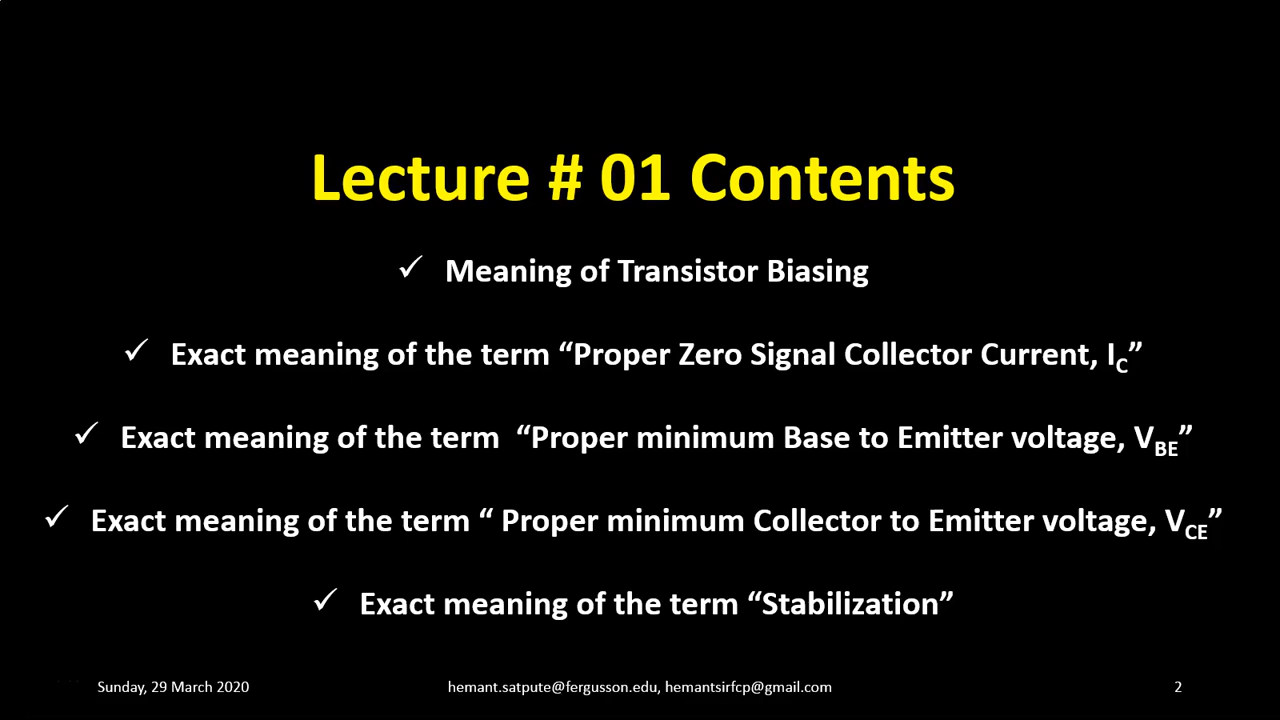 Lecture # 01 Contents
✓ Meaning of Transistor Biasing
✓ Exact meaning of the term “Proper Zero Signal Collector Current, IC”
✓ Exact meaning of the term “Proper minimum Base to Emitter voltage, VBE”
✓ Exact meaning of the term “ Proper minimum Collector to Emitter voltage, VCE”
✓ Exact meaning of the term “Stabilization”
Sunday, 29 March 2020 hemant.satpute@fergusson.edu, hemantsirfcp@gmail.com 2